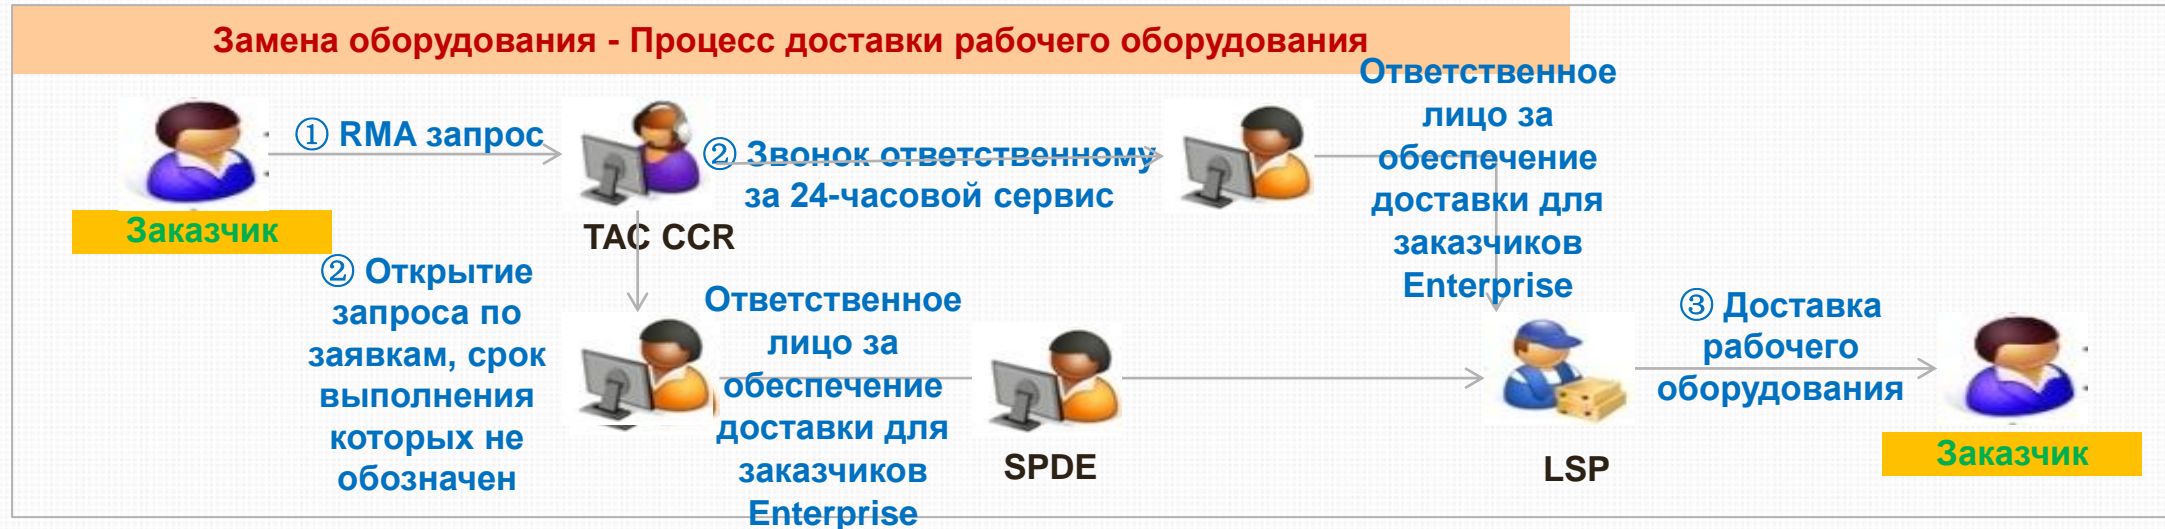 Замена оборудования - Процесс доставки рабочего оборудования
① RMA запрос
② Звонок ответственному
за 24-часовой сервис
Ответственное
лицо за
обеспечение
доставки для
заказчиков
Enterprise
Заказчик
TAC CCR
② Открытие
запроса по
заявкам, срок
выполнения
которых не
обозначен
Ответственное
лицо за
обеспечение
доставки для
заказчиков
Enterprise
SPDE
LSP
③ Доставка
рабочего
оборудования
Заказчик